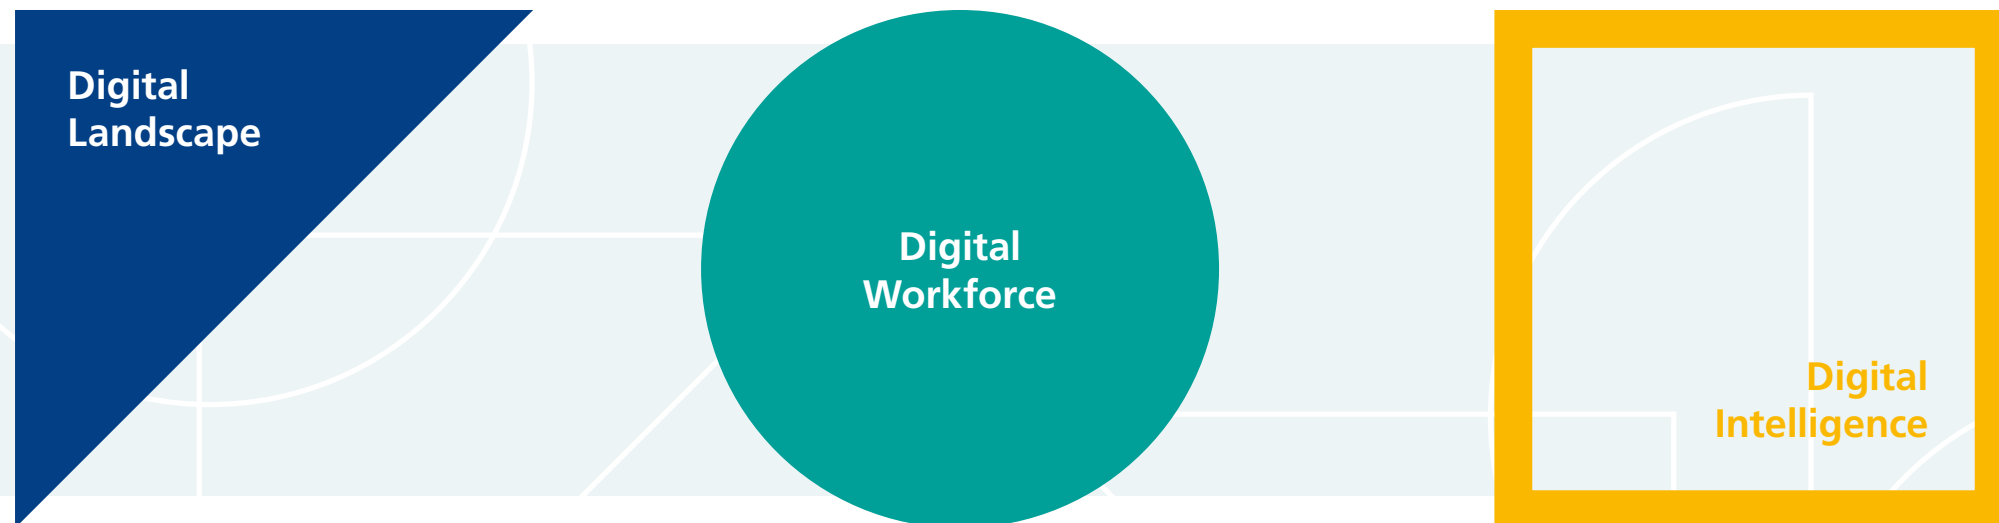 Digital
Landscape
Digital
Workforce
Digital
Intelligence